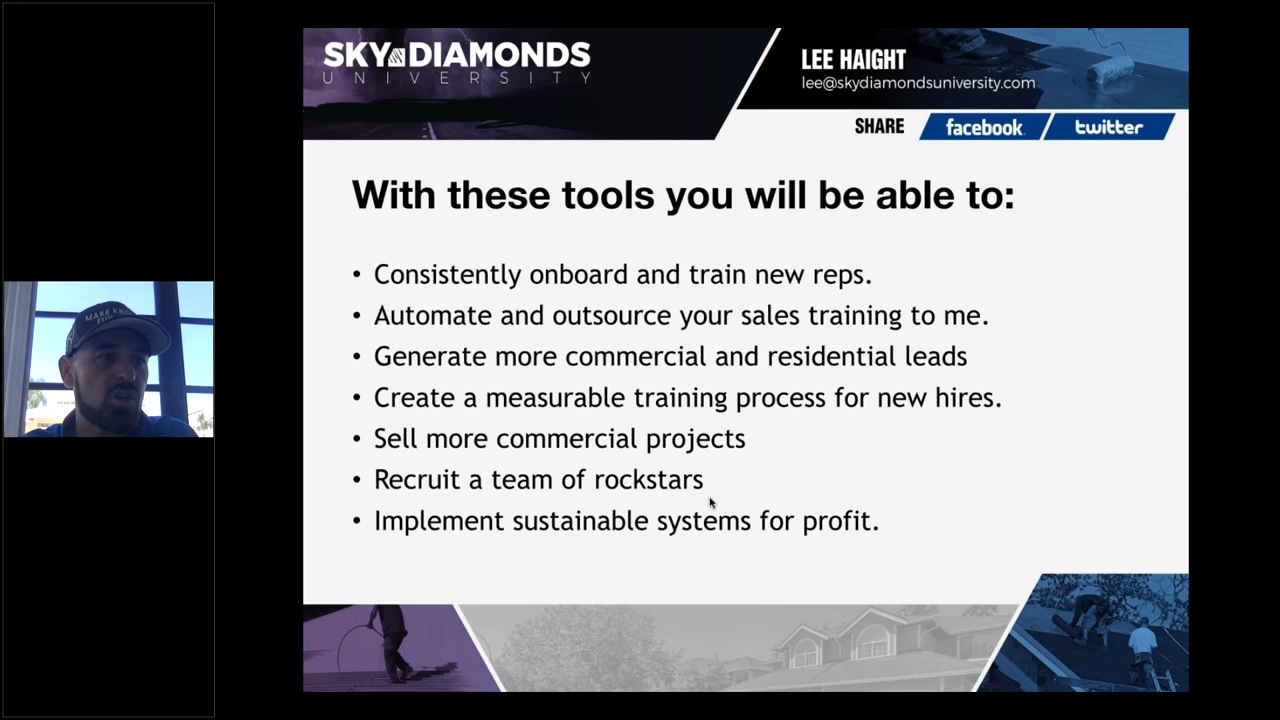 SKY DIAMONDS
UNIVERSITY
LEE HAIGHT
lee@skydiamondsuniversity.com
SHARE facebook twitter
With these tools you will be able to:
• Consistently onboard and train new reps.
• Automate and outsource your sales training to me.
• Generate more commercial and residential leads
• Create a measurable training process for new hires.
• Sell more commercial projects
• Recruit a team of rockstars
• Implement sustainable systems for profit.
MAKE